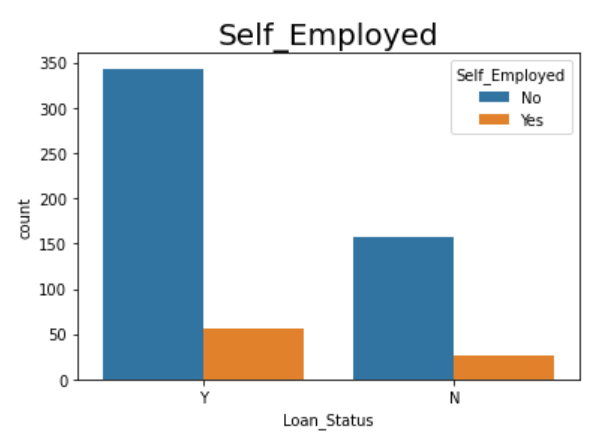 Self_Employed
350
300
250
200
150
100
50
0
count
Self_Employed
No
Yes
Y
N
Loan_Status